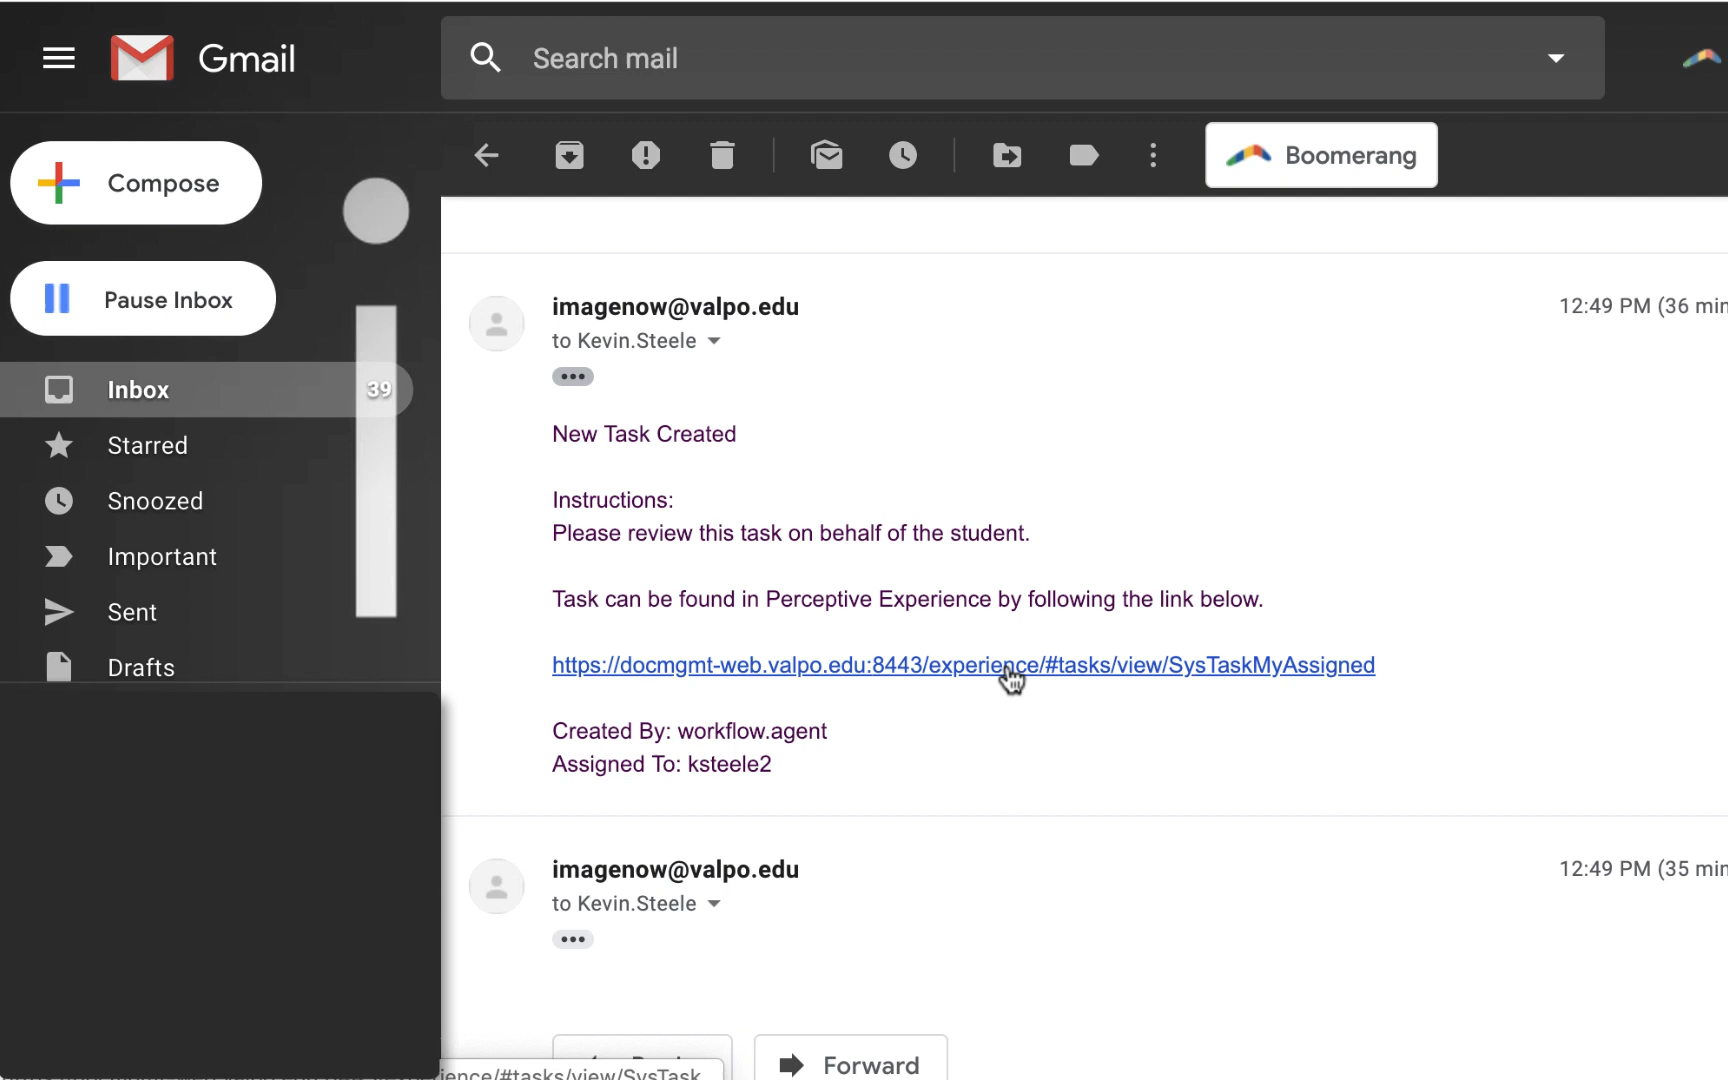 Gmail
Search mail
Compose
Boomerang
Pause Inbox
Inbox 39
Starred
Snoozed
Important
Sent
Drafts
imagenow@valpo.edu
12:49 PM (36 min
to Kevin.Steele
New Task Created
Instructions:
Please review this task on behalf of the student.
Task can be found in Perceptive Experience by following the link below.
https://docmgmt-web.valpo.edu:8443/experience/#tasks/view/SysTaskMyAssigned
Created By: workflow.agent
Assigned To: ksteele2
imagenow@valpo.edu
12:49 PM (35 min
to Kevin.Steele
Forward
ience/#tasks/view/SysTask